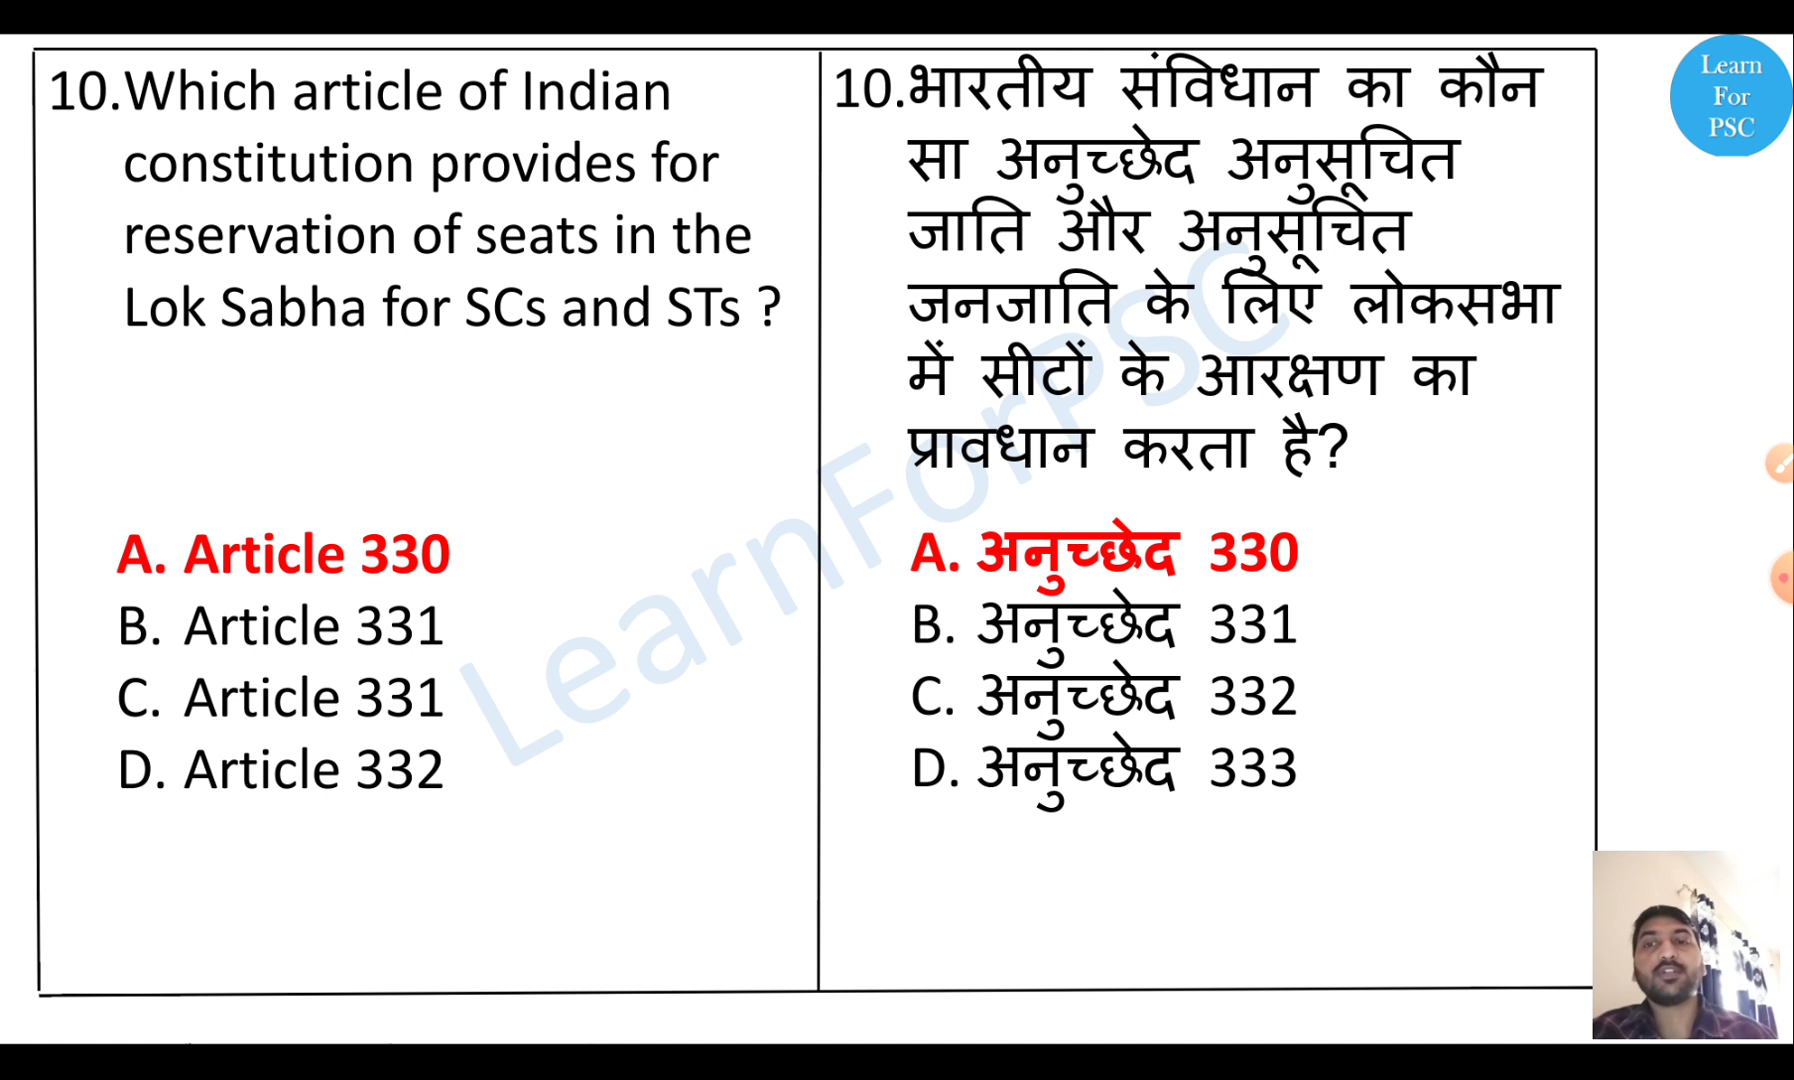 10.Which article of Indian
constitution provides for
reservation of seats in the
Lok Sabha for SCs and STs ?
A. Article 330
B. Article 331
C. Article 331
D. Article 332
10.भारतीय संविधान का कौन
सा अनुच्छेद अनुसूचित
जाति और अनुसूचित
जनजाति के लिए लोकसभा
में सीटों के आरक्षण का
प्रावधान करता है?
A. अनुच्छेद 330
B. अनुच्छेद 331
C. अनुच्छेद 332
D. अनुच्छेद 333
Learn
For
PSC
LearnForPSC